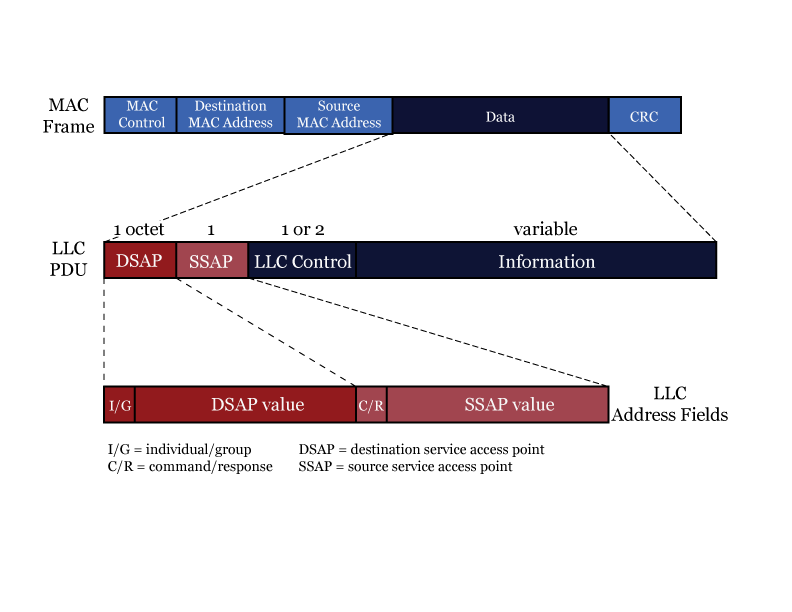 MAC
Frame
MAC
Control
Destination
MAC Address
Source
MAC Address
Data
CRC
1 octet
1
1 or 2
variable
LLC
PDU
DSAP
SSAP
LLC Control
Information
I/G
DSAP value
C/R
SSAP value
LLC
Address Fields
I/G = individual/group
C/R = command/response
DSAP = destination service access point
SSAP = source service access point